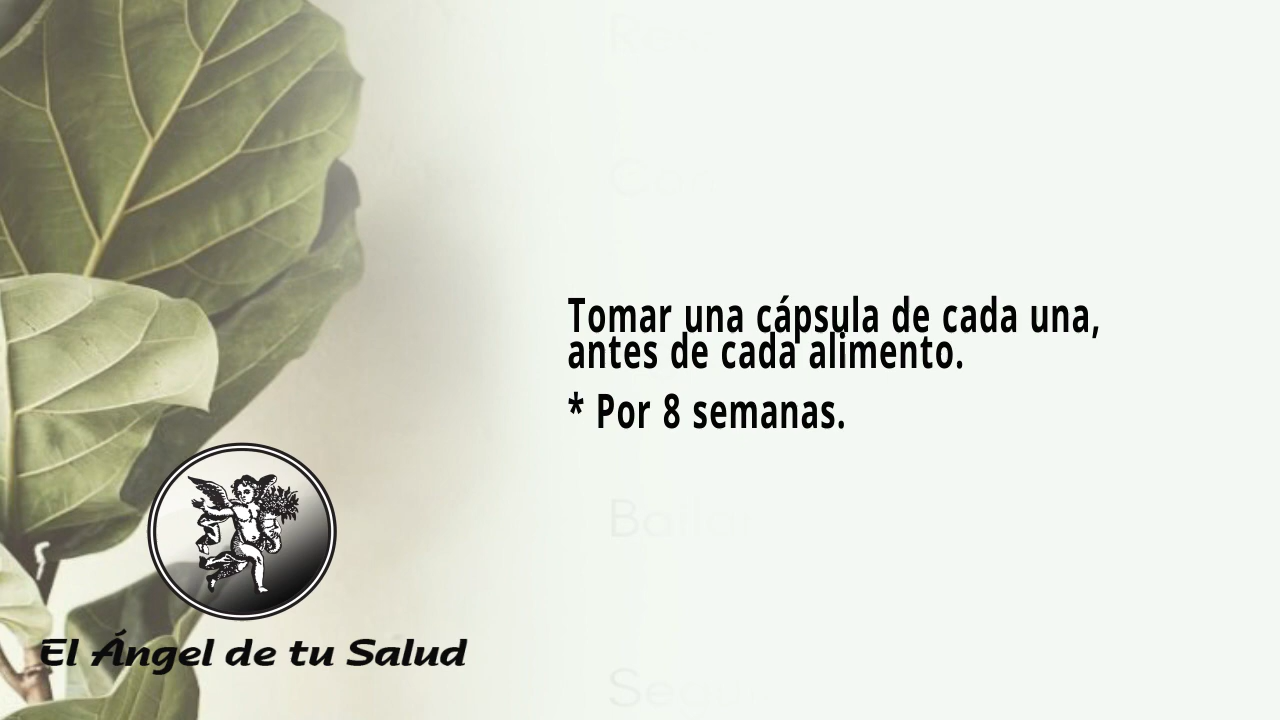 Tomar una cápsula de cada una,
antes de cada alimento.
* Por 8 semanas.
El Ángel de tu Salud